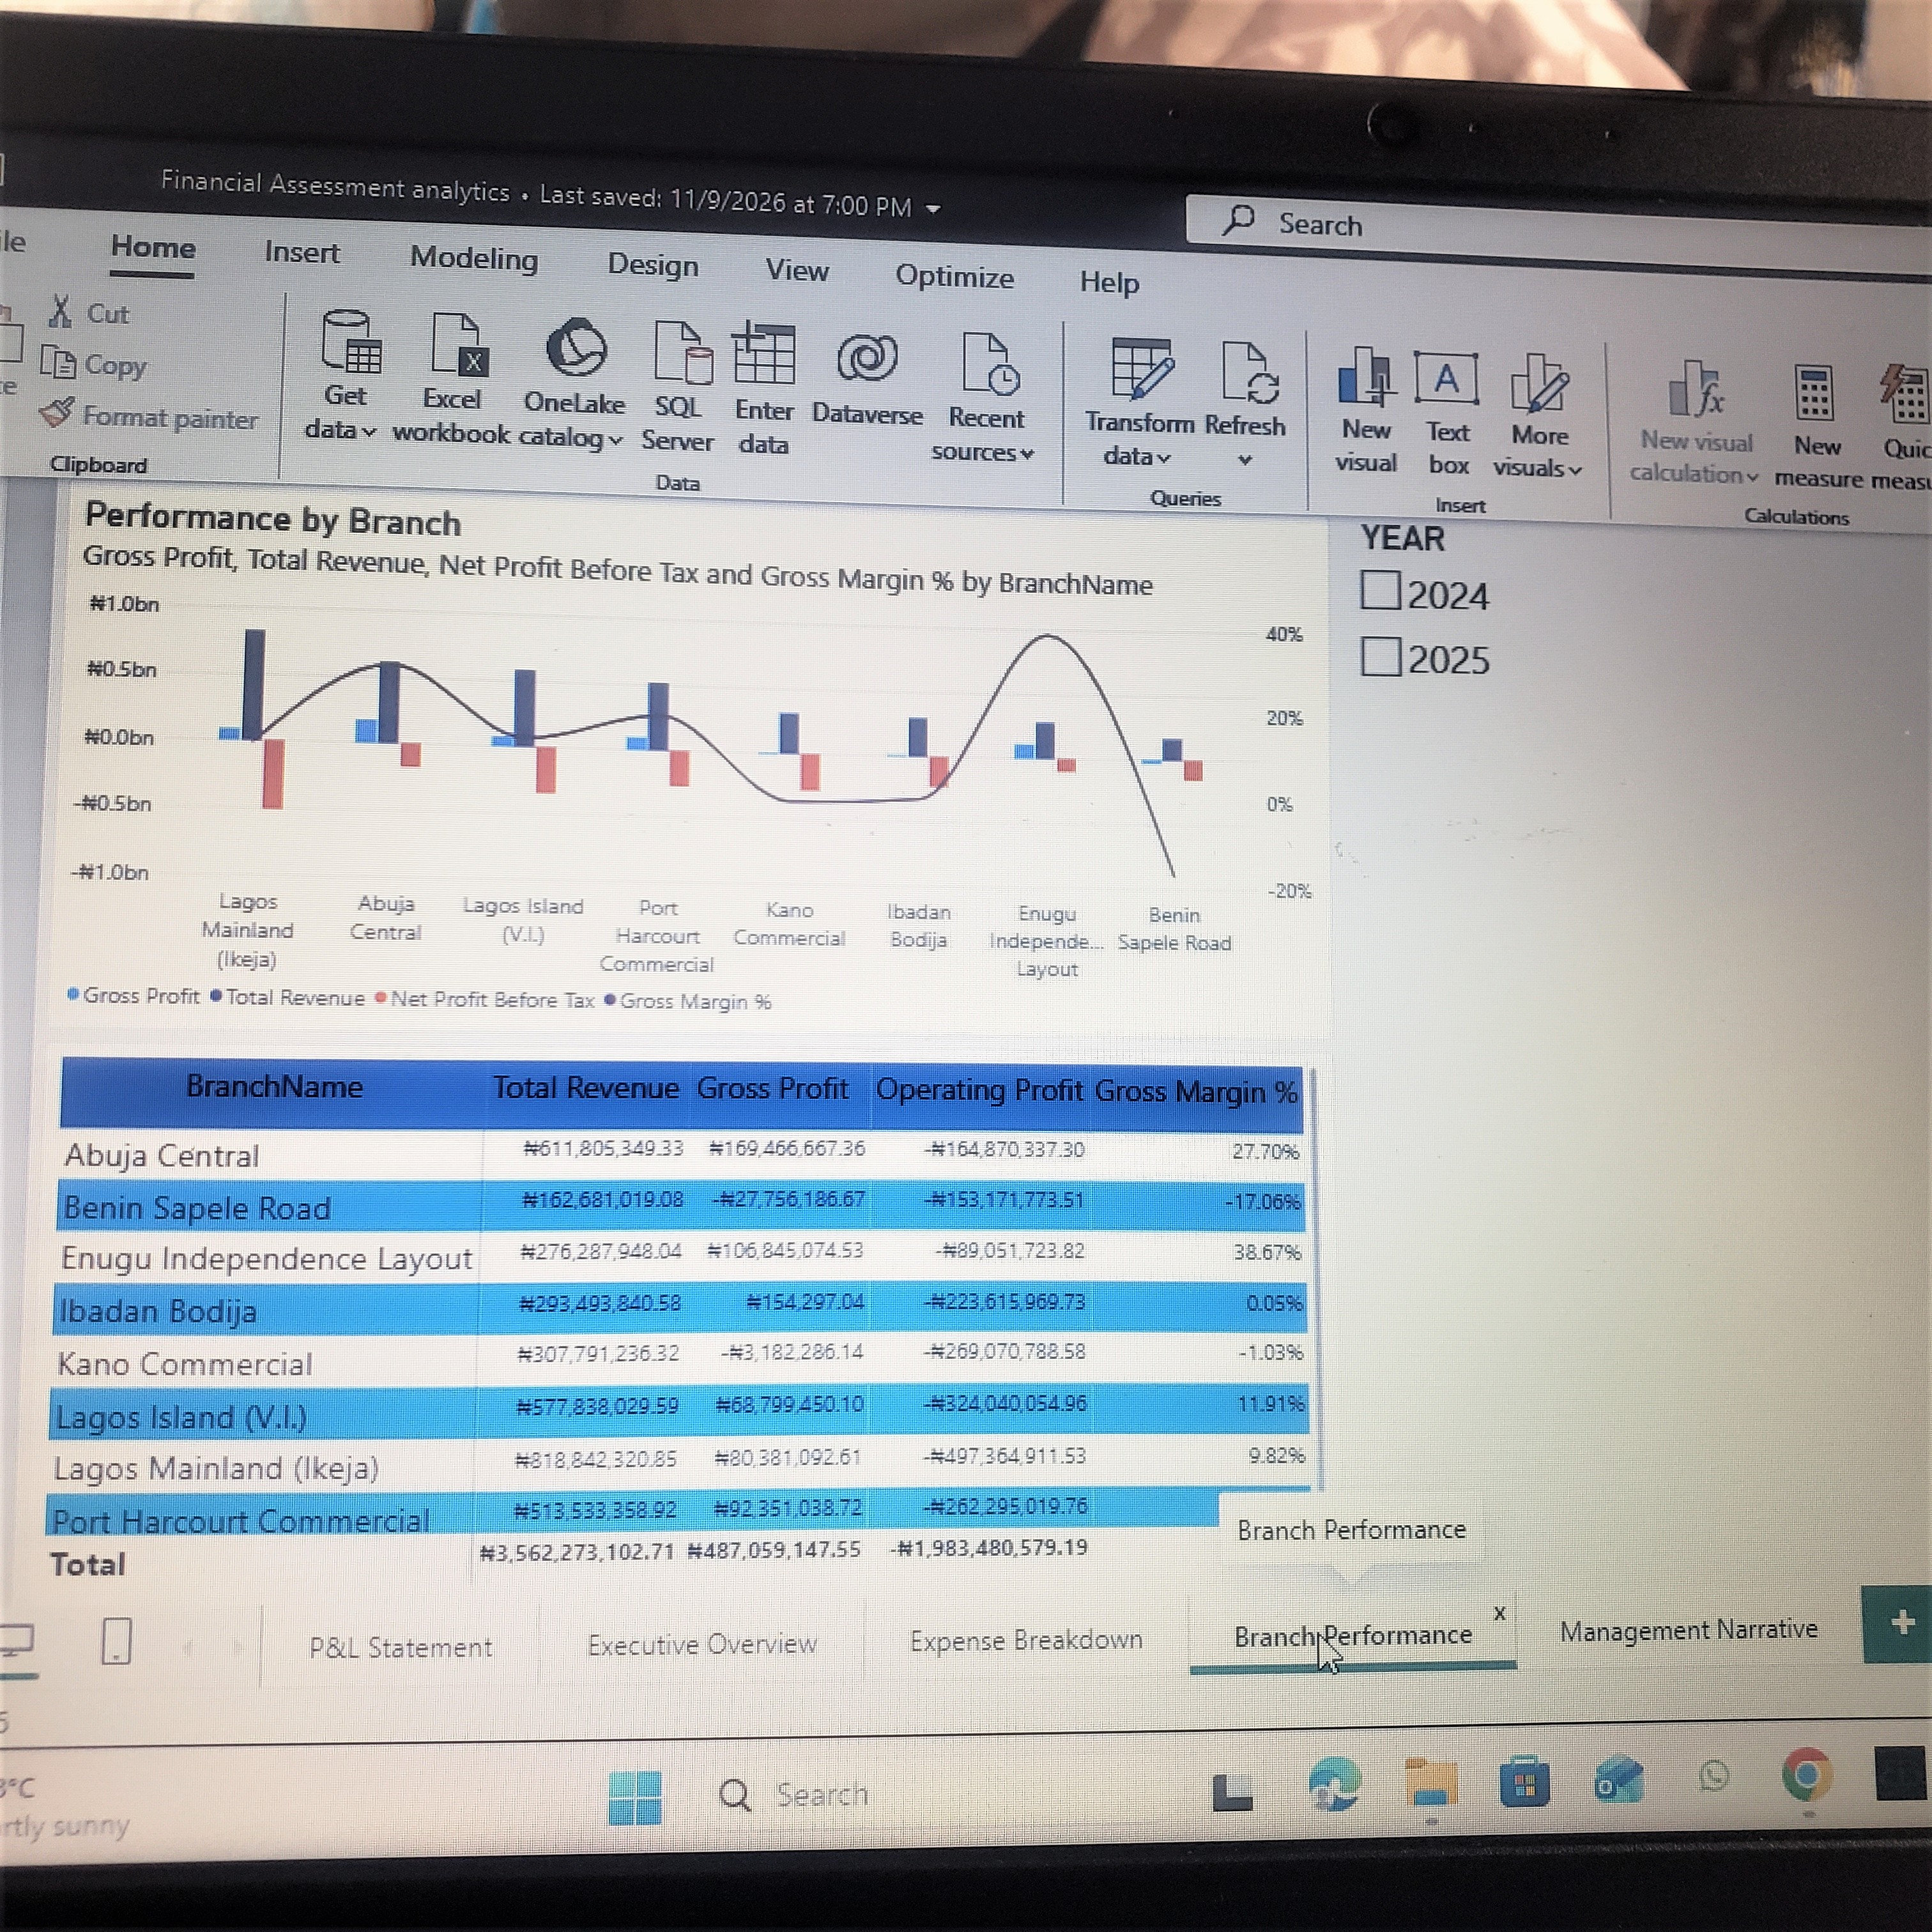 Financial Assessment analytics • Last saved: 11/9/2026 at 7:00 PM
Search
Home Insert Modeling Design View Optimize Help
Cut
Copy
Format painter
Clipboard
Get data
Excel workbook
OneLake catalog
SQL Server
Enter data
Dataverse
Recent sources
Data
Transform data
Refresh
Queries
New visual
Text box
More visuals
Insert
New visual calculation
New measure
Calculations
Performance by Branch
Gross Profit, Total Revenue, Net Profit Before Tax and Gross Margin % by BranchName
₦1.0bn
₦0.5bn
₦0.0bn
-₦0.5bn
-₦1.0bn
40%
20%
0%
-20%
Lagos Mainland (Ikeja)
Abuja Central
Lagos Island (V.I.)
Port Harcourt Commercial
Kano Commercial
Ibadan Bodija
Enugu Independe... Layout
Benin Sapele Road
Gross Profit Total Revenue Net Profit Before Tax Gross Margin %
YEAR
2024
2025
BranchName Total Revenue Gross Profit Operating Profit Gross Margin %
Abuja Central ₦611,805,349.33 ₦169,466,667.36 -₦164,870,337.30 27.70%
Benin Sapele Road ₦162,681,019.08 -₦27,756,186.67 -₦153,171,773.51 -17.06%
Enugu Independence Layout ₦276,287,948.04 ₦106,845,074.53 -₦89,051,723.82 38.67%
Ibadan Bodija ₦293,493,840.58 ₦154,297.04 -₦223,615,969.73 0.05%
Kano Commercial ₦307,791,236.32 -₦3,182,286.14 -₦269,070,788.58 -1.03%
Lagos Island (V.I.) ₦577,838,029.59 ₦68,799,450.10 -₦324,040,054.96 11.91%
Lagos Mainland (Ikeja) ₦818,842,320.85 ₦80,381,092.61 -₦497,364,911.53 9.82%
Port Harcourt Commercial ₦513,533,358.92 ₦92,351,038.72 -₦262,295,019.76
Total ₦3,562,273,102.71 ₦487,059,147.55 -₦1,983,480,579.19
Branch Performance
P&L Statement Executive Overview Expense Breakdown Branch Performance x Management Narrative +
Search